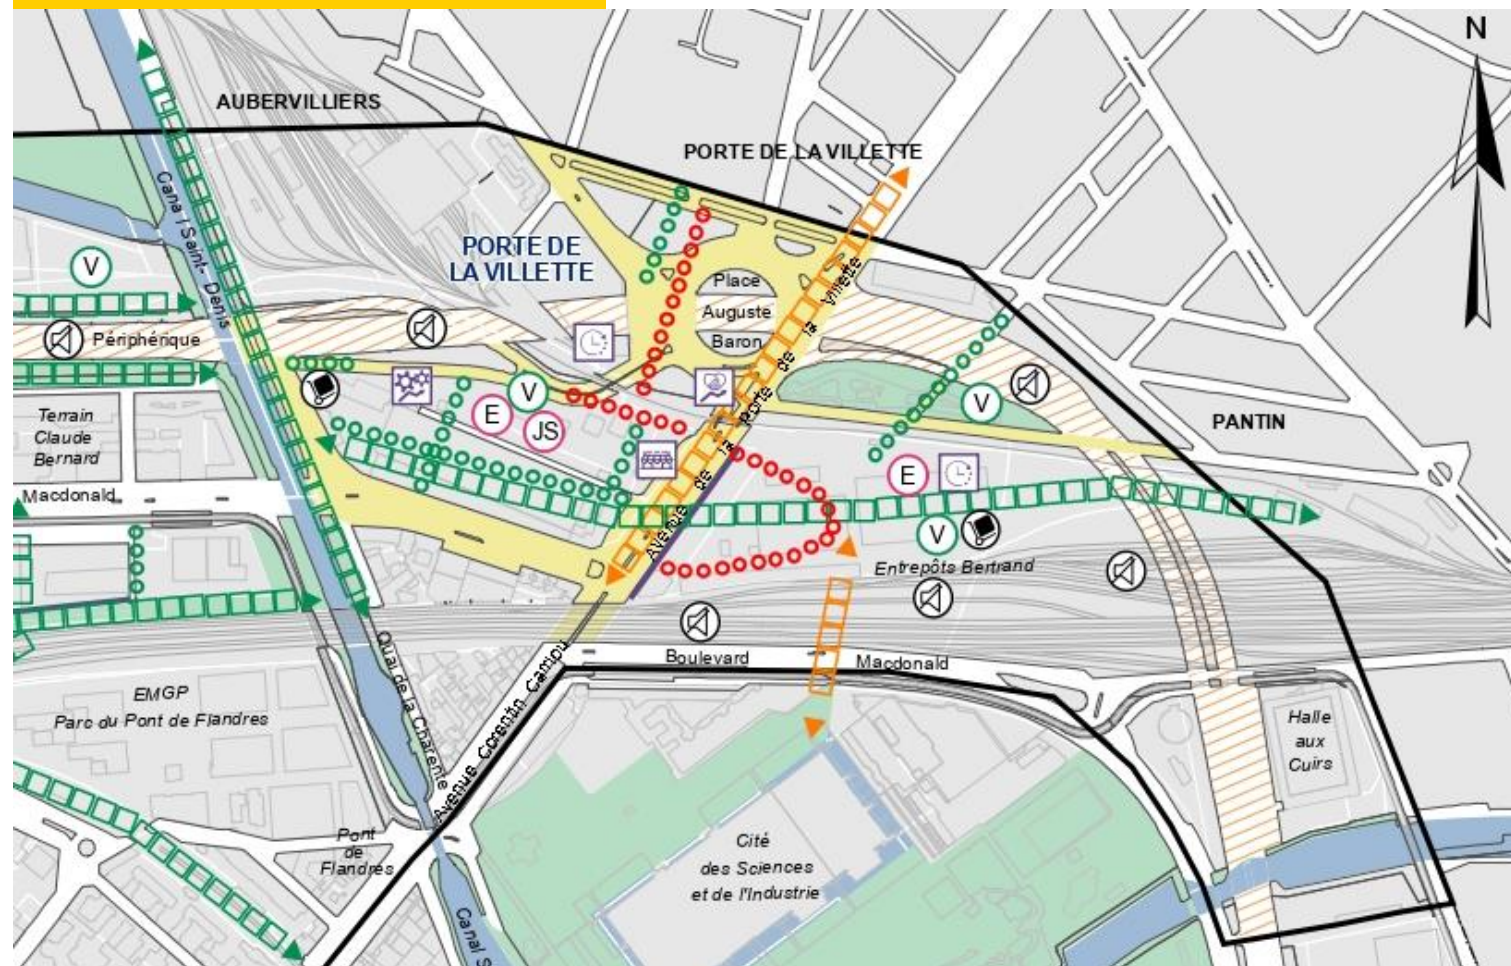 N
AUBERVILLIERS
PORTE DE LA VILLETTE
Canal Saint-Denis
PORTE DE
LA VILLETTE
V
Place
Auguste
Baron
Périphérique
Avenue de la Porte de la Villette
V
E
JS
V
PANTIN
Terrain
Claude
Bernard
E
Macdonald
V
Entrepôts Bertrand
Boulevard Macdonald
Quai de la Charente
Avenue Corentin Cariou
EMGP
Parc du Pont de Flandres
Halle
aux
Cuirs
Pont
de
Flandres
Cité
des Sciences
et de l'Industrie
Canal S